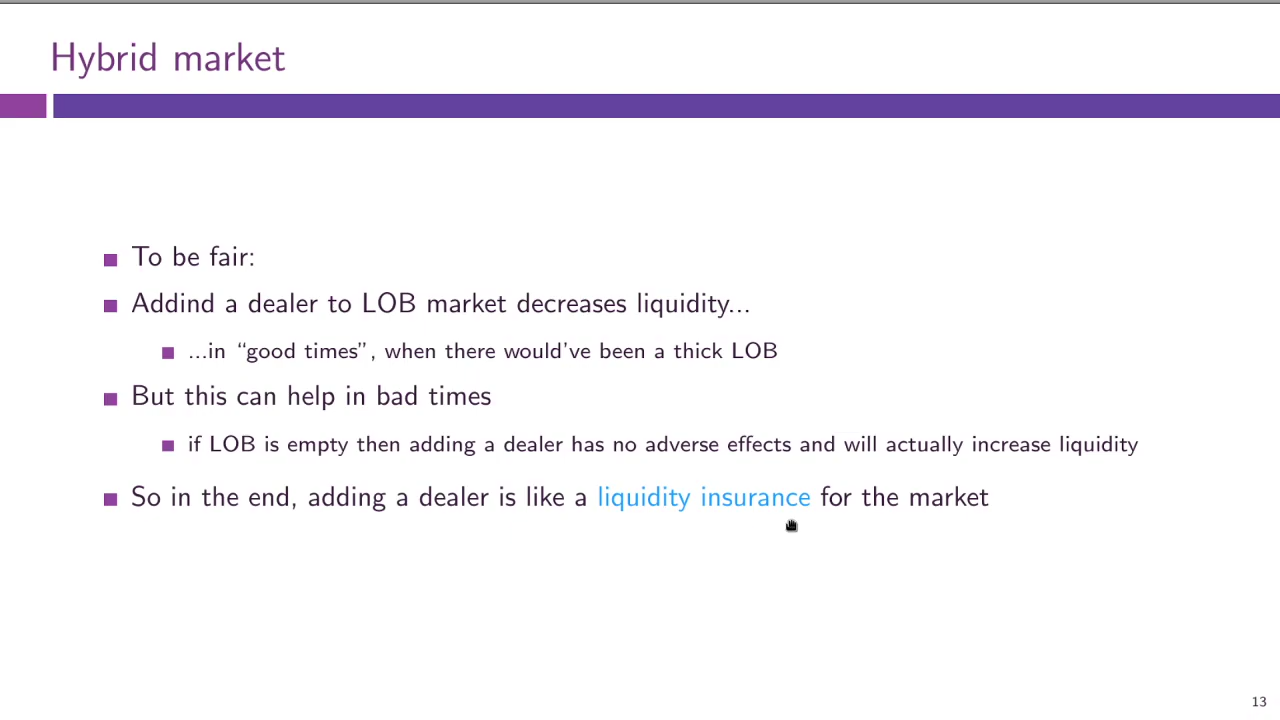 Hybrid market
To be fair:
Addind a dealer to LOB market decreases liquidity...
...in “good times”, when there would’ve been a thick LOB
But this can help in bad times
if LOB is empty then adding a dealer has no adverse effects and will actually increase liquidity
So in the end, adding a dealer is like a liquidity insurance for the market
13